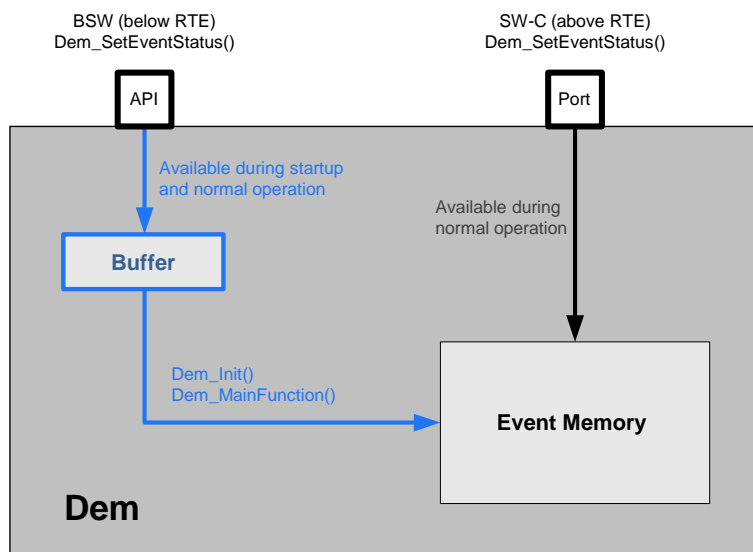 BSW (below RTE)
Dem_SetEventStatus()
SW-C (above RTE)
Dem_SetEventStatus()
API
Port
Available during startup
and normal operation
Available during
normal operation
Buffer
Dem_Init()
Dem_MainFunction()
Event Memory
Dem